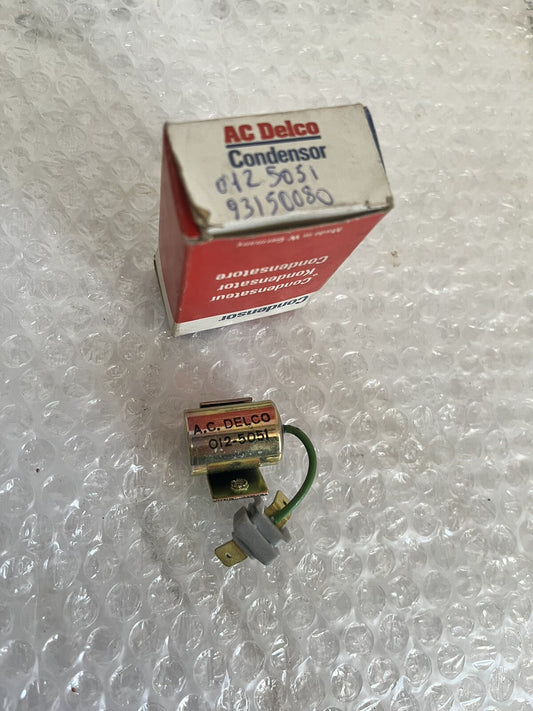 AC Delco
Condensor
012 5051
93150080
Made in W. Germany
Condensatore
Kondensator
Condensateur
Condensor
A.C. DELCO
012-5051